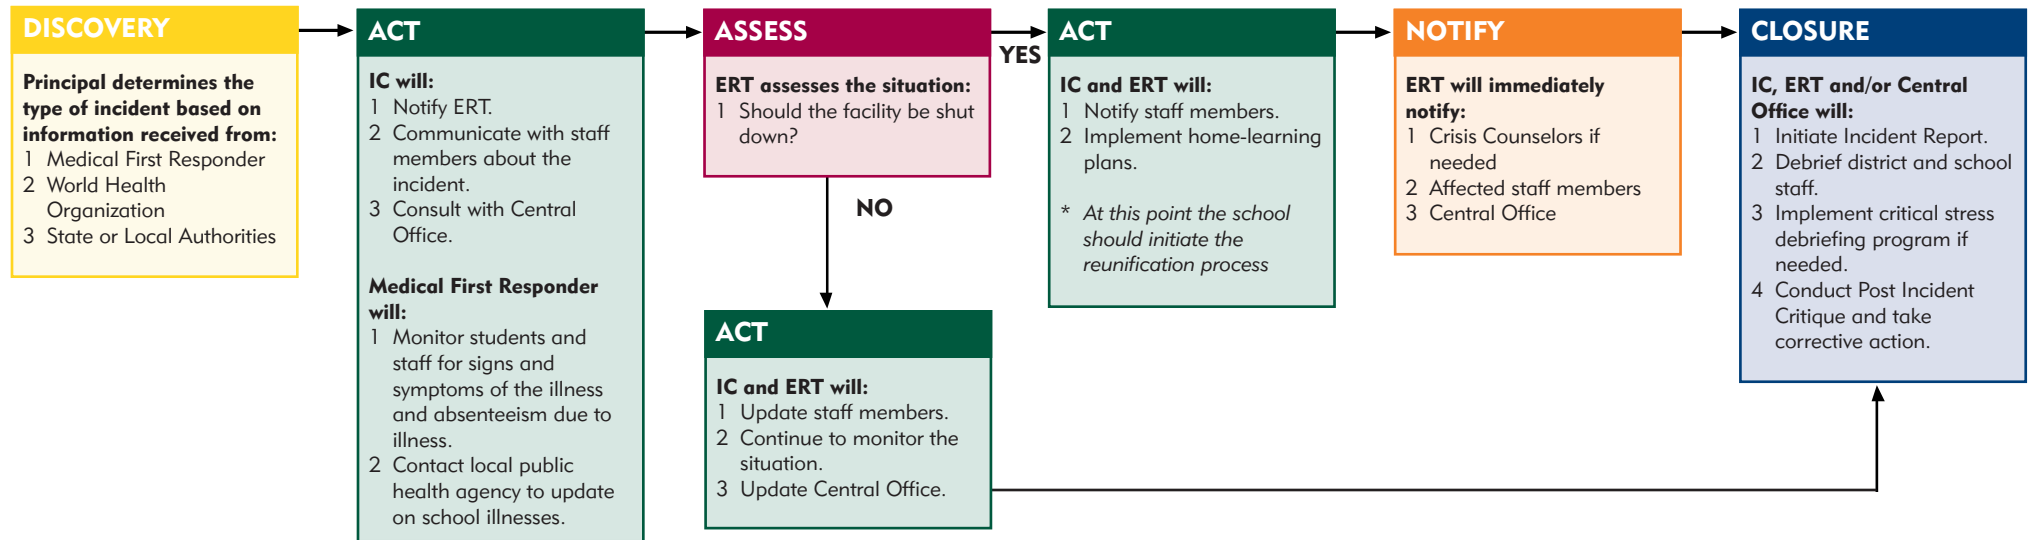 DISCOVERY
Principal determines the
type of incident based on
information received from:
1 Medical First Responder
2 World Health
Organization
3 State or Local Authorities
ACT
IC will:
1 Notify ERT.
2 Communicate with staff
members about the
incident.
3 Consult with Central
Office.
Medical First Responder
will:
1 Monitor students and
staff for signs and
symptoms of the illness
and absenteeism due to
illness.
2 Contact local public
health agency to update
on school illnesses.
ASSESS
ERT assesses the situation:
1 Should the facility be shut
down?
YES
NO
ACT
IC and ERT will:
1 Update staff members.
2 Continue to monitor the
situation.
3 Update Central Office.
ACT
IC and ERT will:
1 Notify staff members.
2 Implement home-learning
plans.
* At this point the school
should initiate the
reunification process
NOTIFY
ERT will immediately
notify:
1 Crisis Counselors if
needed
2 Affected staff members
3 Central Office
CLOSURE
IC, ERT and/or Central
Office will:
1 Initiate Incident Report.
2 Debrief district and school
staff.
3 Implement critical stress
debriefing program if
needed.
4 Conduct Post Incident
Critique and take
corrective action.